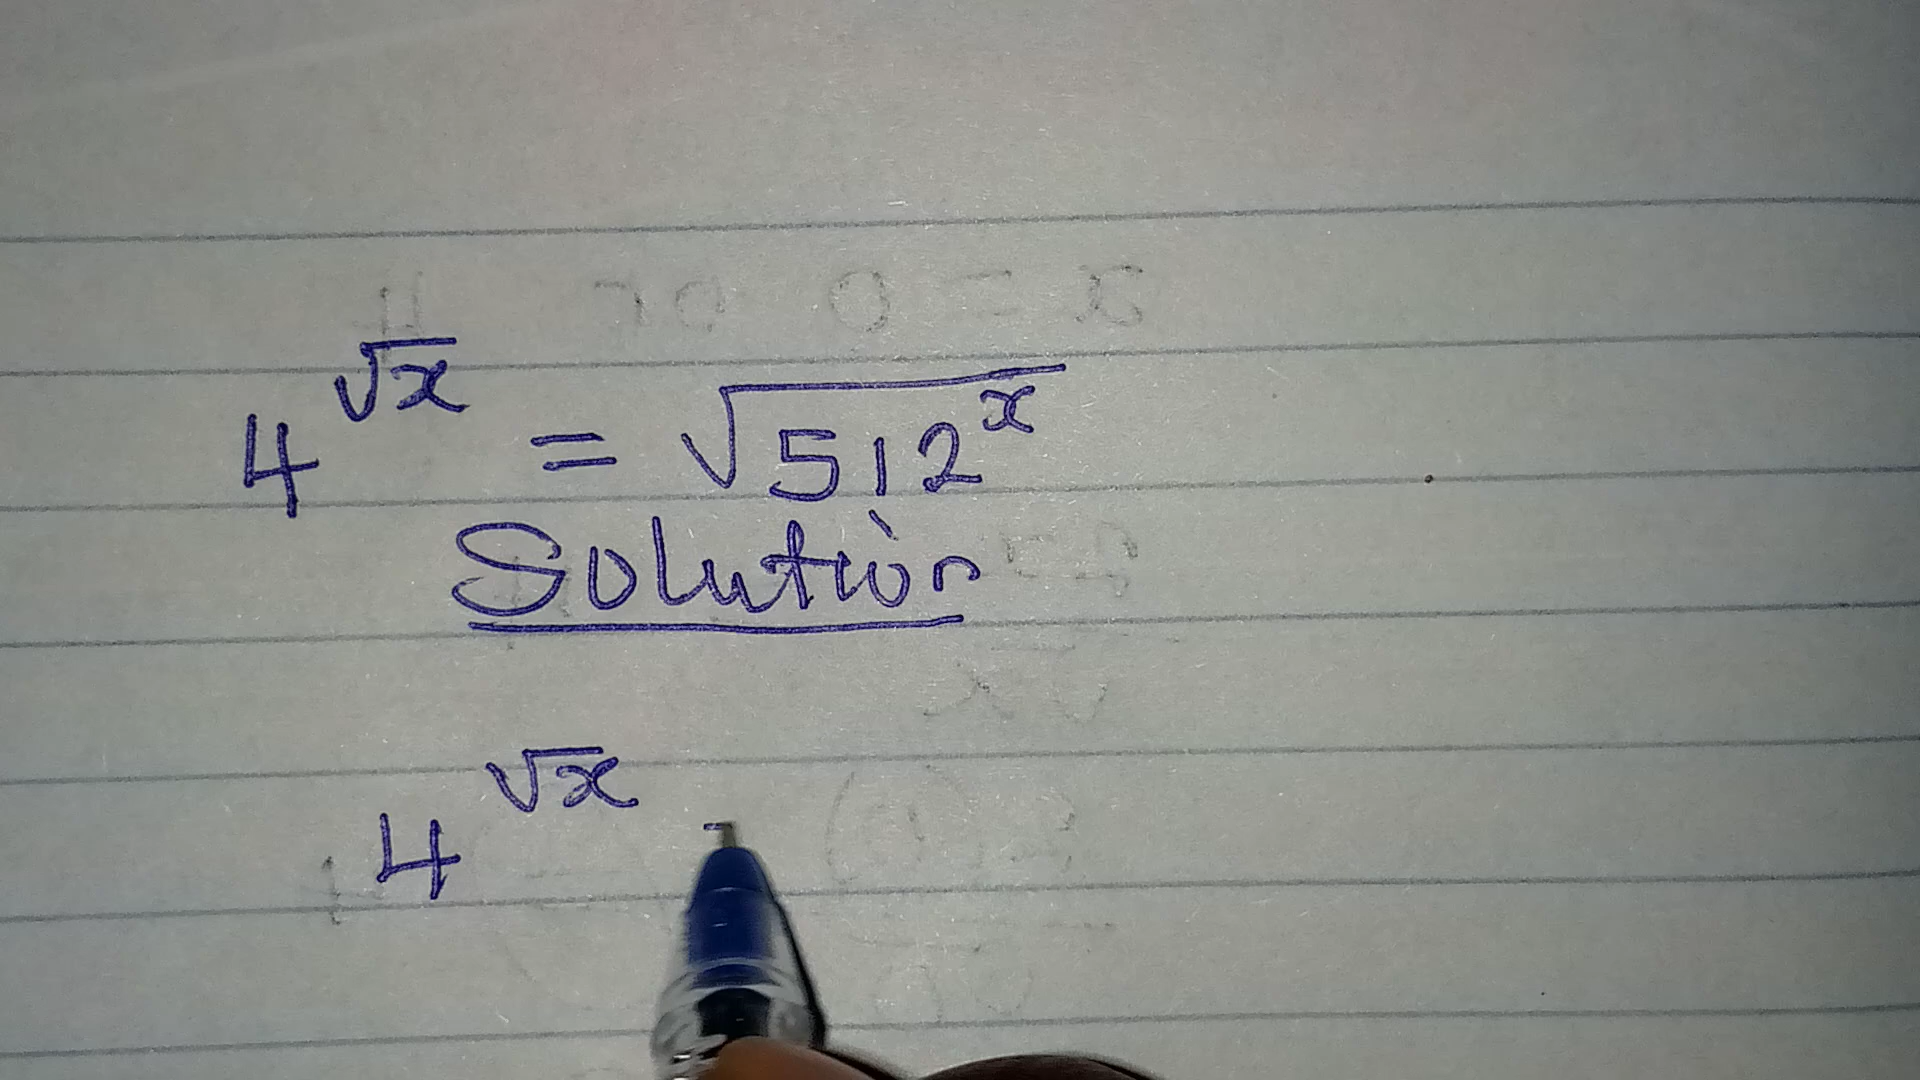 4^√x = √512^x
Solution
4^√x -